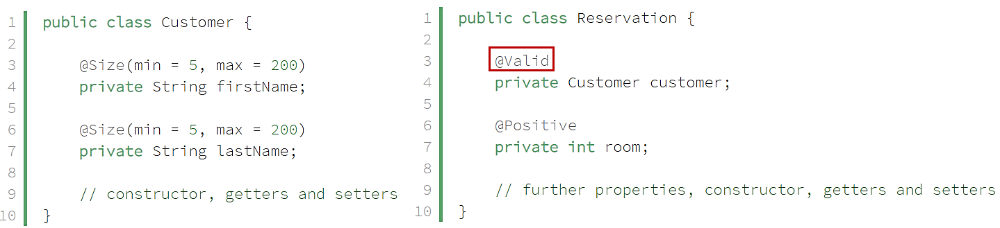 1 public class Customer {
2
3 @Size(min = 5, max = 200)
4 private String firstName;
5
6 @Size(min = 5, max = 200)
7 private String lastName;
8
9 // constructor, getters and setters
10 }
1 public class Reservation {
2
3 @Valid
4 private Customer customer;
5
6 @Positive
7 private int room;
8
9 // further properties, constructor, getters and setters
10 }